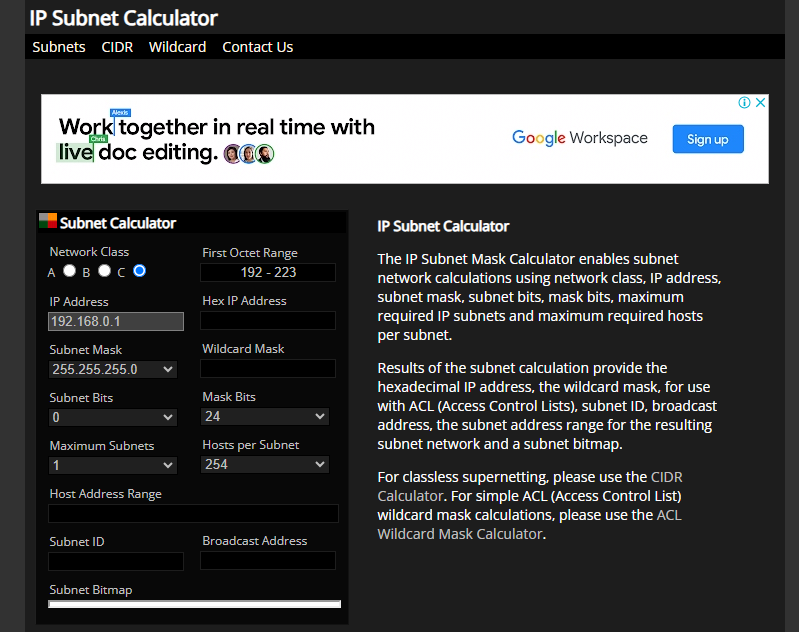 IP Subnet Calculator
Subnets CIDR Wildcard Contact Us
Alexis
Work together in real time with
Chris
live doc editing.
Google Workspace
Sign up
Subnet Calculator
Network Class
A B C
First Octet Range
192 - 223
IP Address
192.168.0.1
Hex IP Address
Subnet Mask
255.255.255.0
Wildcard Mask
Subnet Bits
0
Mask Bits
24
Maximum Subnets
1
Hosts per Subnet
254
Host Address Range
Subnet ID
Broadcast Address
Subnet Bitmap
IP Subnet Calculator
The IP Subnet Mask Calculator enables subnet
network calculations using network class, IP address,
subnet mask, subnet bits, mask bits, maximum
required IP subnets and maximum required hosts
per subnet.
Results of the subnet calculation provide the
hexadecimal IP address, the wildcard mask, for use
with ACL (Access Control Lists), subnet ID, broadcast
address, the subnet address range for the resulting
subnet network and a subnet bitmap.
For classless supernetting, please use the CIDR
Calculator. For simple ACL (Access Control List)
wildcard mask calculations, please use the ACL
Wildcard Mask Calculator.